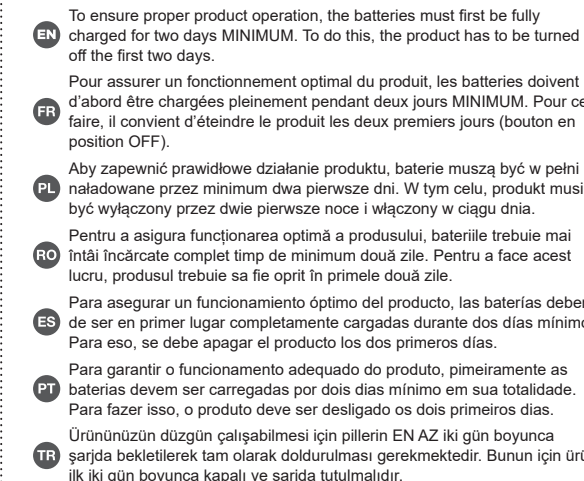 To ensure proper product operation, the batteries must first be fully
EN charged for two days MINIMUM. To do this, the product has to be turned
off the first two days.
Pour assurer un fonctionnement optimal du produit, les batteries doivent
d’abord être chargées pleinement pendant deux jours MINIMUM. Pour ce
FR faire, il convient d’éteindre le produit les deux premiers jours (bouton en
position OFF).
Aby zapewnić prawidłowe działanie produktu, baterie muszą być w pełni
PL naładowane przez minimum dwa pierwsze dni. W tym celu, produkt musi
być wyłączony przez dwie pierwsze noce i włączony w ciągu dnia.
Pentru a asigura funcționarea optimă a produsului, bateriile trebuie mai
RO întâi încărcate complet timp de minimum două zile. Pentru a face acest
lucru, produsul trebuie sa fie oprit în primele două zile.
Para asegurar un funcionamiento óptimo del producto, las baterías deben
ES de ser en primer lugar completamente cargadas durante dos días mínimo
Para eso, se debe apagar el producto los dos primeros días.
Para garantir o funcionamento adequado do produto, pimeiramente as
PT baterias devem ser carregadas por dois dias mínimo em sua totalidade.
Para fazer isso, o produto deve ser desligado os dois primeiros dias.
Ürününüzün düzgün çalışabilmesi için pillerin EN AZ iki gün boyunca
TR şarjda bekletilerek tam olarak doldurulması gerekmektedir. Bunun için
ilk iki gün boyunca kapalı ve şarjda tutulmalıdır.